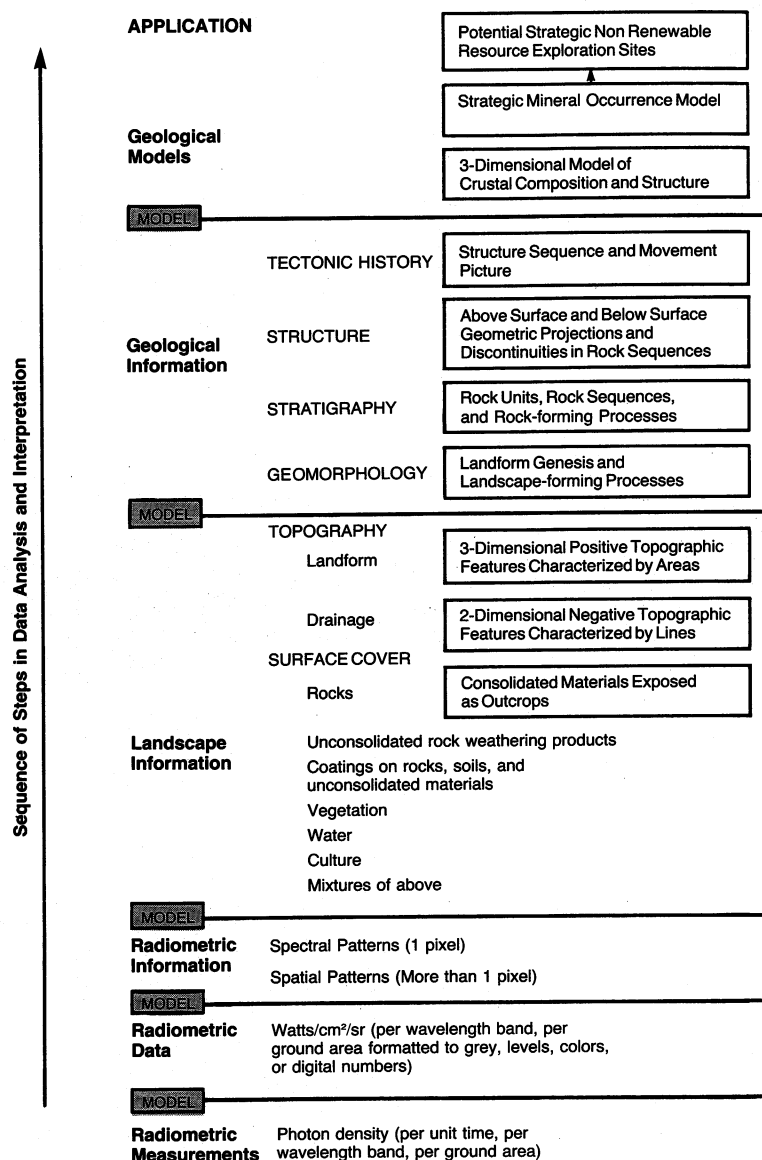 APPLICATION
Potential Strategic Non Renewable
Resource Exploration Sites
Strategic Mineral Occurrence Model
Geological
Models
3-Dimensional Model of
Crustal Composition and Structure
MODEL
TECTONIC HISTORY
Structure Sequence and Movement
Picture
Geological
Information
STRUCTURE
Above Surface and Below Surface
Geometric Projections and
Discontinuities in Rock Sequences
STRATIGRAPHY
Rock Units, Rock Sequences,
and Rock-forming Processes
GEOMORPHOLOGY
Landform Genesis and
Landscape-forming Processes
MODEL
TOPOGRAPHY
Landform
3-Dimensional Positive Topographic
Features Characterized by Areas
Drainage
2-Dimensional Negative Topographic
Features Characterized by Lines
SURFACE COVER
Rocks
Consolidated Materials Exposed
as Outcrops
Landscape
Information
Unconsolidated rock weathering products
Coatings on rocks, soils, and
unconsolidated materials
Vegetation
Water
Culture
Mixtures of above
MODEL
Radiometric
Information
Spectral Patterns (1 pixel)
Spatial Patterns (More than 1 pixel)
MODEL
Radiometric
Data
Watts/cm²/sr (per wavelength band, per
ground area formatted to grey, levels, colors,
or digital numbers)
MODEL
Radiometric
Measurements
Photon density (per unit time, per
wavelength band, per ground area)
Sequence of Steps in Data Analysis and Interpretation